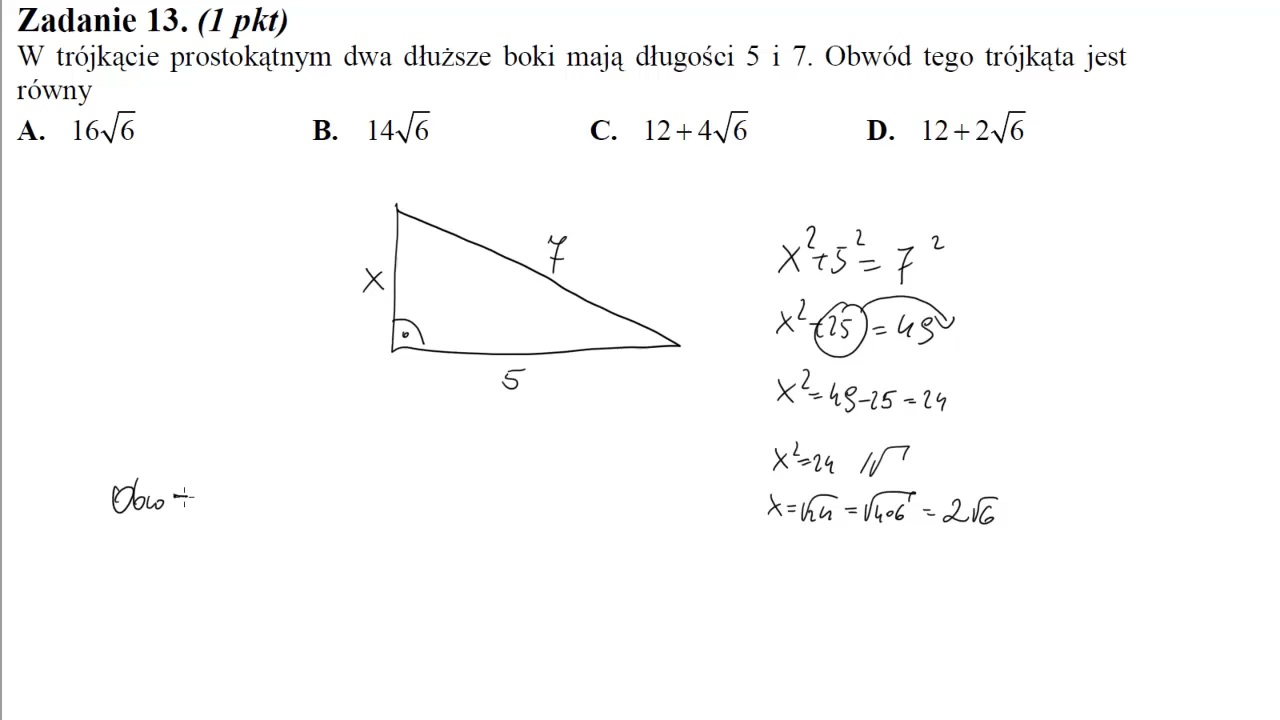 Zadanie 13. (1 pkt)
W trójkącie prostokątnym dwa dłuższe boki mają długości 5 i 7. Obwód tego trójkąta jest
równy
A. 16√6 B. 14√6 C. 12+4√6 D. 12+2√6
x
7
5
x²+5²=7²
x²+25=49
x²=49-25=24
x²=24 //√
x=√24=√4∘6=2√6
Obw =